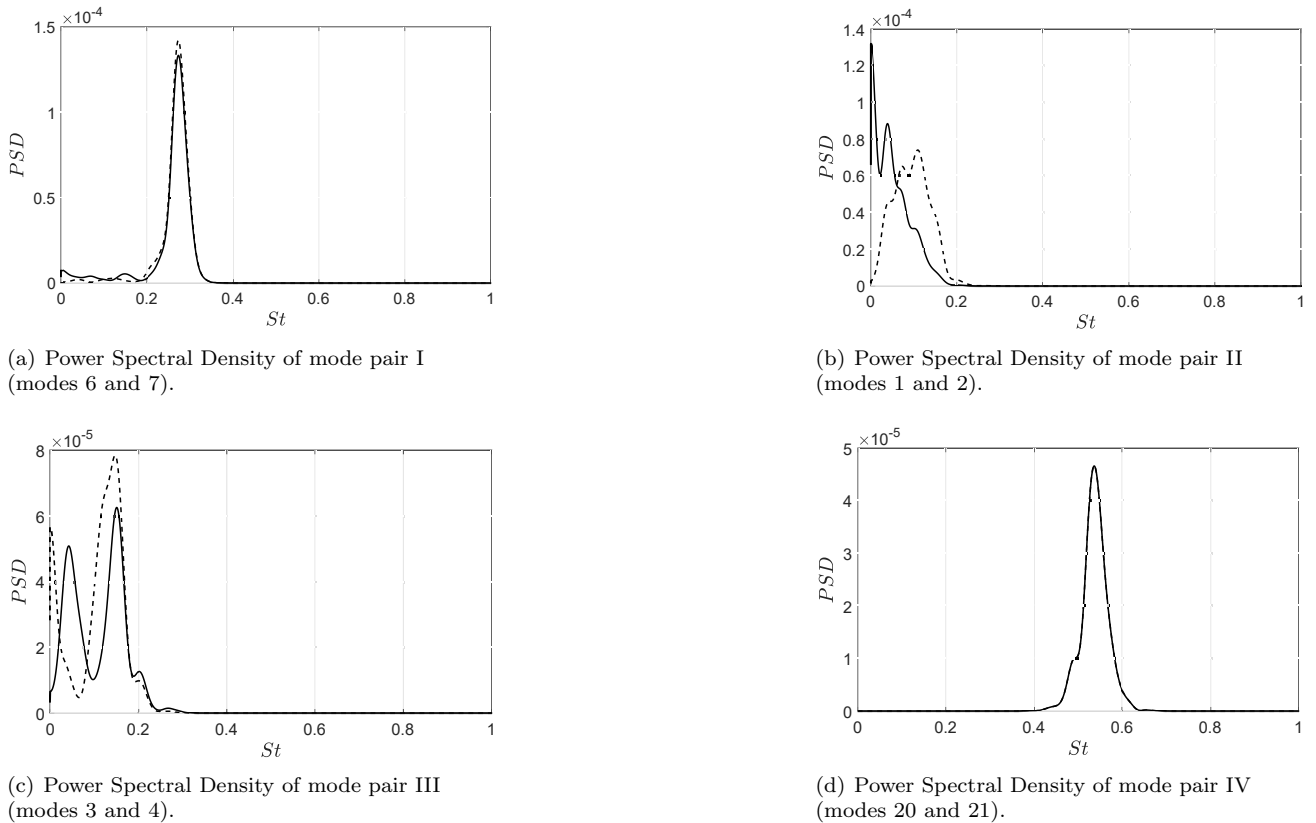 ×10-4
1.5
1
0.5
0
PSD
0 0.2 0.4 0.6 0.8 1
St
(a) Power Spectral Density of mode pair I
(modes 6 and 7).
×10-4
1.4
1.2
1
0.8
0.6
0.4
0.2
0
PSD
0 0.2 0.4 0.6 0.8 1
St
(b) Power Spectral Density of mode pair II
(modes 1 and 2).
×10-5
8
6
4
2
0
PSD
0 0.2 0.4 0.6 0.8 1
St
(c) Power Spectral Density of mode pair III
(modes 3 and 4).
×10-5
5
4
3
2
1
0
PSD
0 0.2 0.4 0.6 0.8 1
St
(d) Power Spectral Density of mode pair IV
(modes 20 and 21).